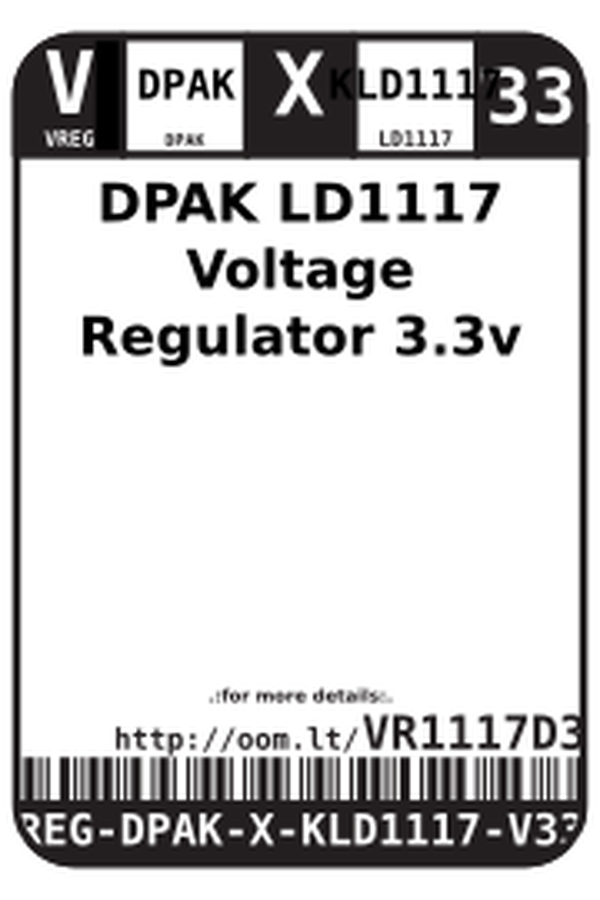 V DPAK X KLD1117 33
VREG DPAK LD1117
DPAK LD1117
Voltage
Regulator 3.3v
.:for more details:.
http://oom.lt/VR1117D3
REG-DPAK-X-KLD1117-V33